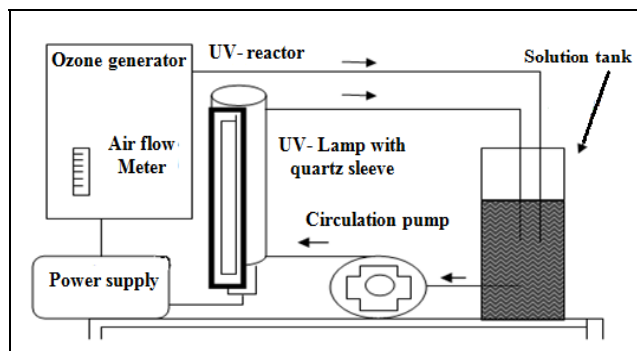 UV- reactor
Ozone generator
Solution tank
Air flow
Meter
UV- Lamp with
quartz sleeve
Circulation pump
Power supply